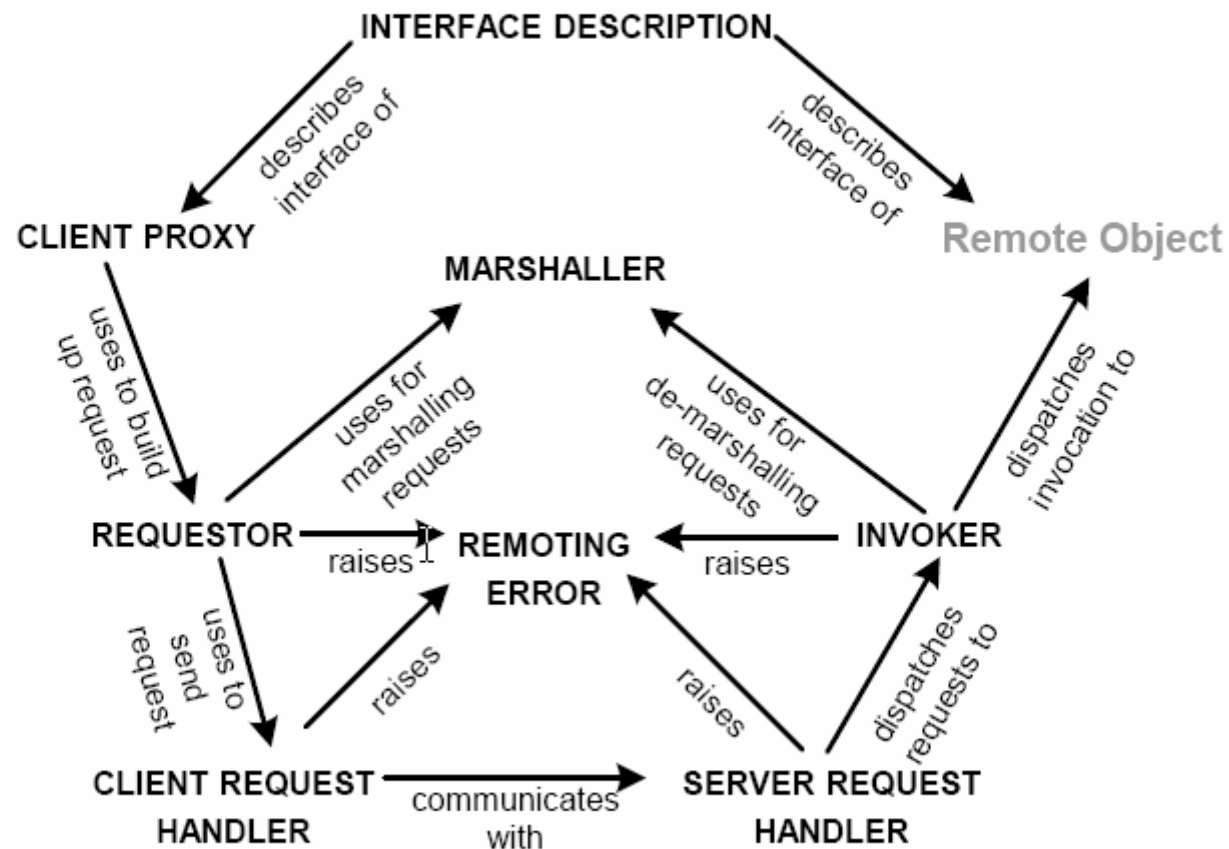 INTERFACE DESCRIPTION
describes
interface of
describes
interface of
CLIENT PROXY
Remote Object
MARSHALLER
uses to build
up request
uses for
marshalling
requests
uses for
de-marshalling
requests
dispatches
invocation to
REQUESTOR
raises
REMOTING
ERROR
raises
INVOKER
uses to
send
request
raises
raises
dispatches
requests to
CLIENT REQUEST
HANDLER
communicates
with
SERVER REQUEST
HANDLER